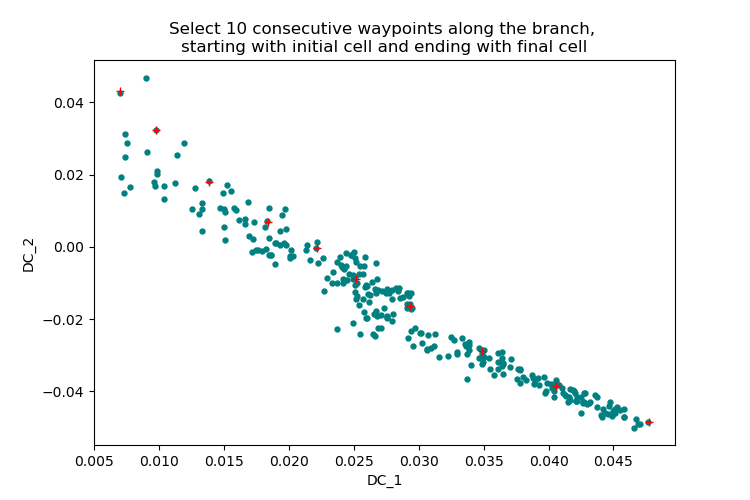 Select 10 consecutive waypoints along the branch,
starting with initial cell and ending with final cell
0.04
0.02
0.00
−0.02
−0.04
DC_2
0.005 0.010 0.015 0.020 0.025 0.030 0.035 0.040 0.045
DC_1